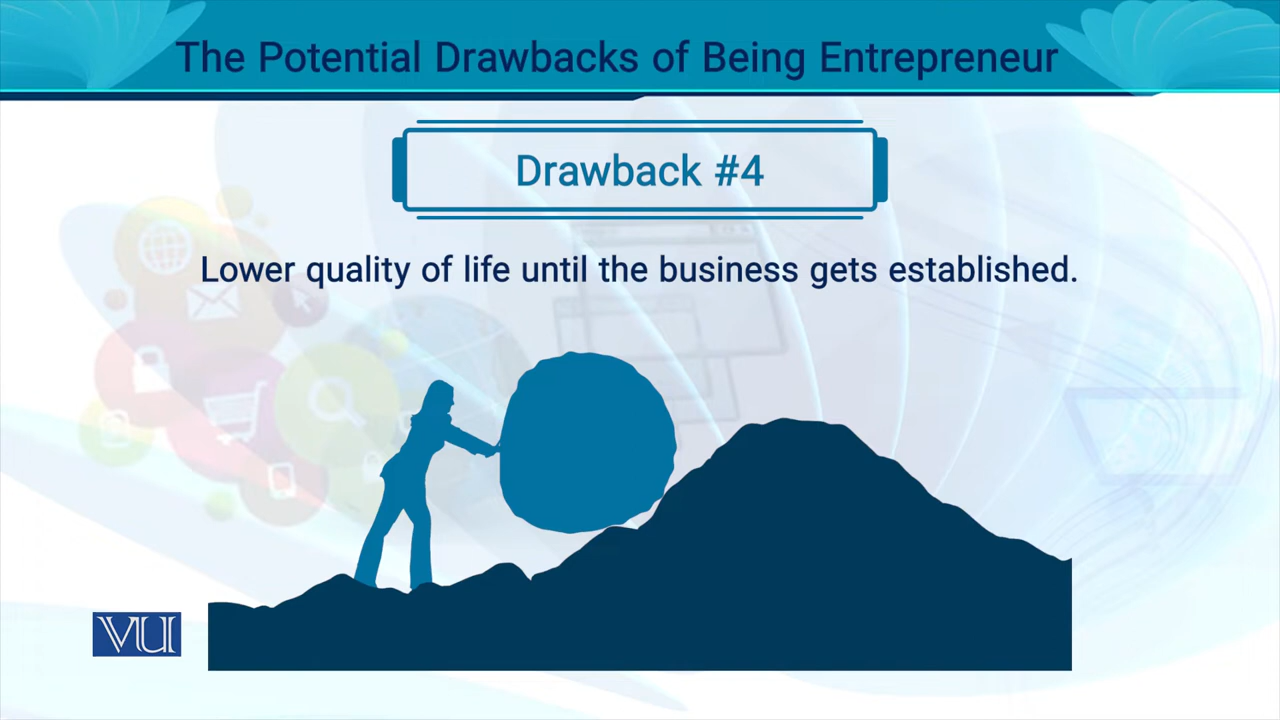 The Potential Drawbacks of Being Entrepreneur
Drawback #4
Lower quality of life until the business gets established.
VU